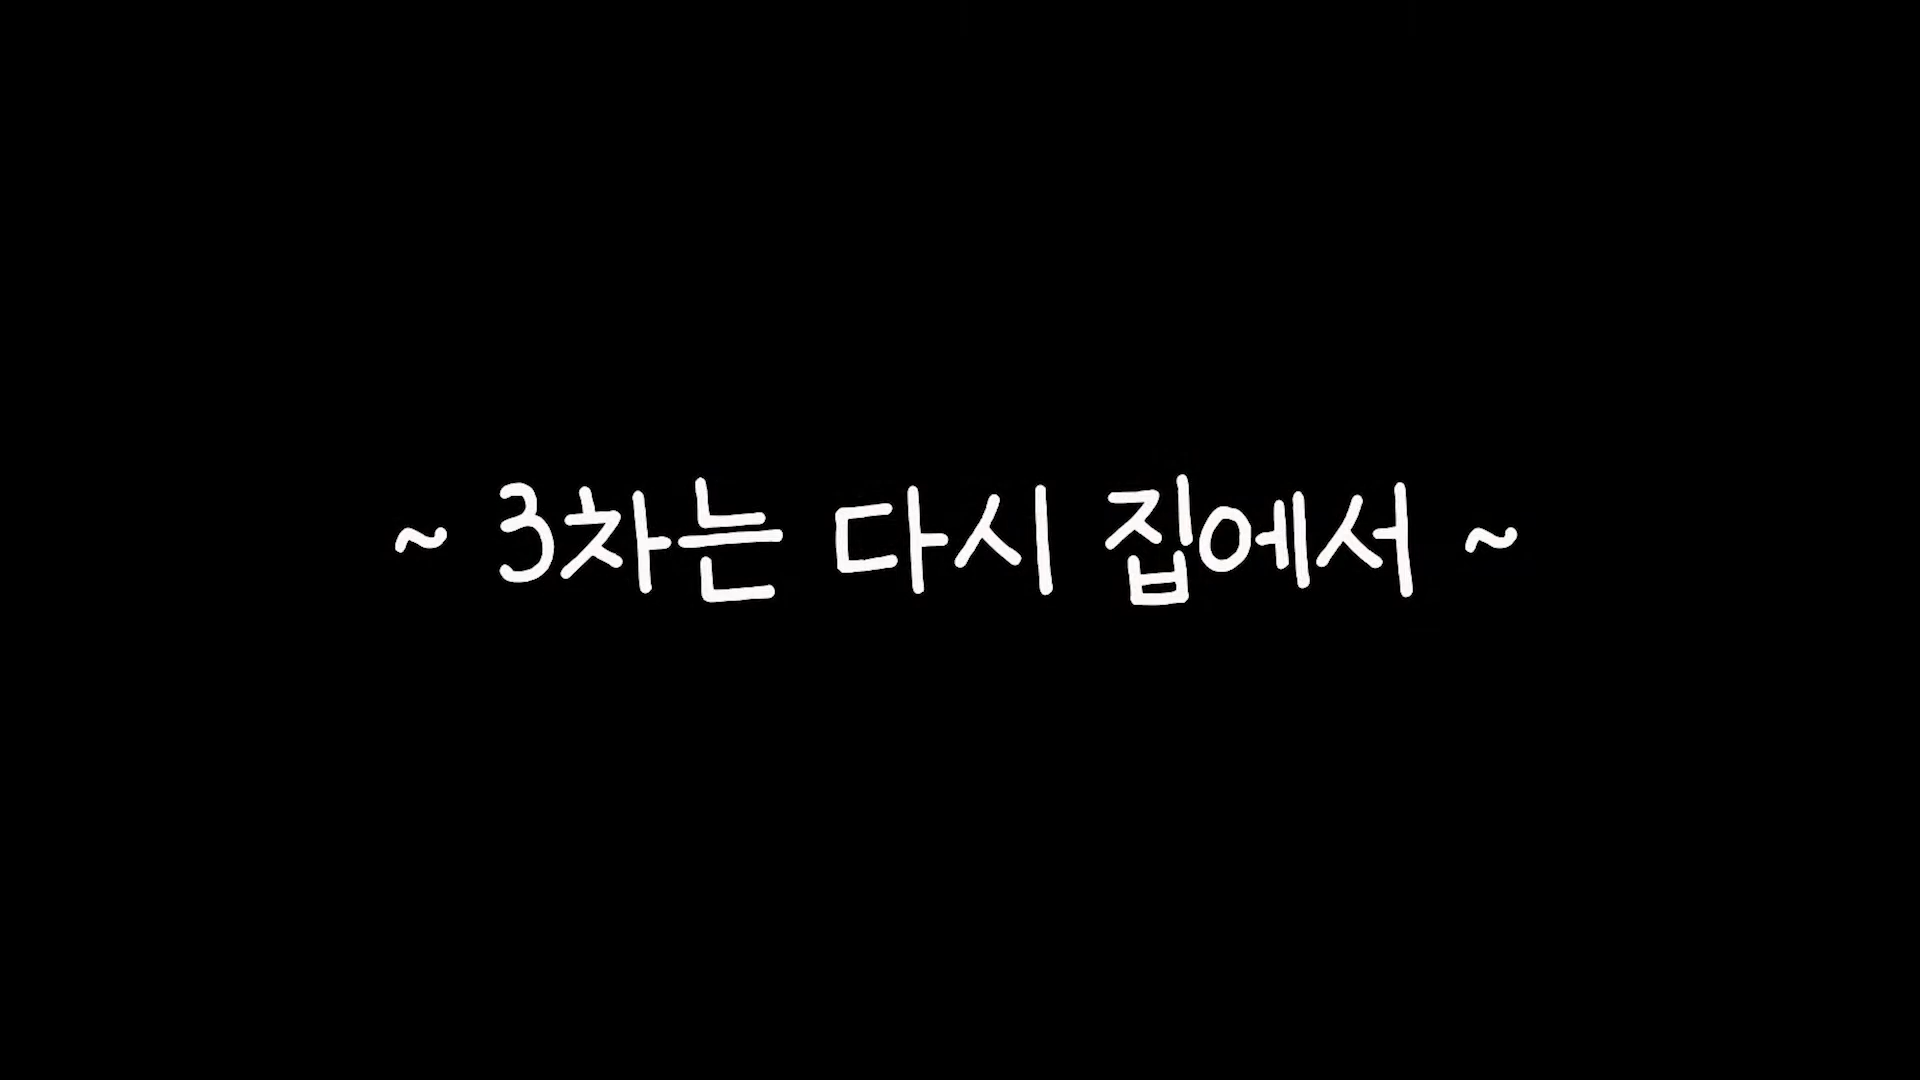 ~ 3차는 다시 집에서 ~